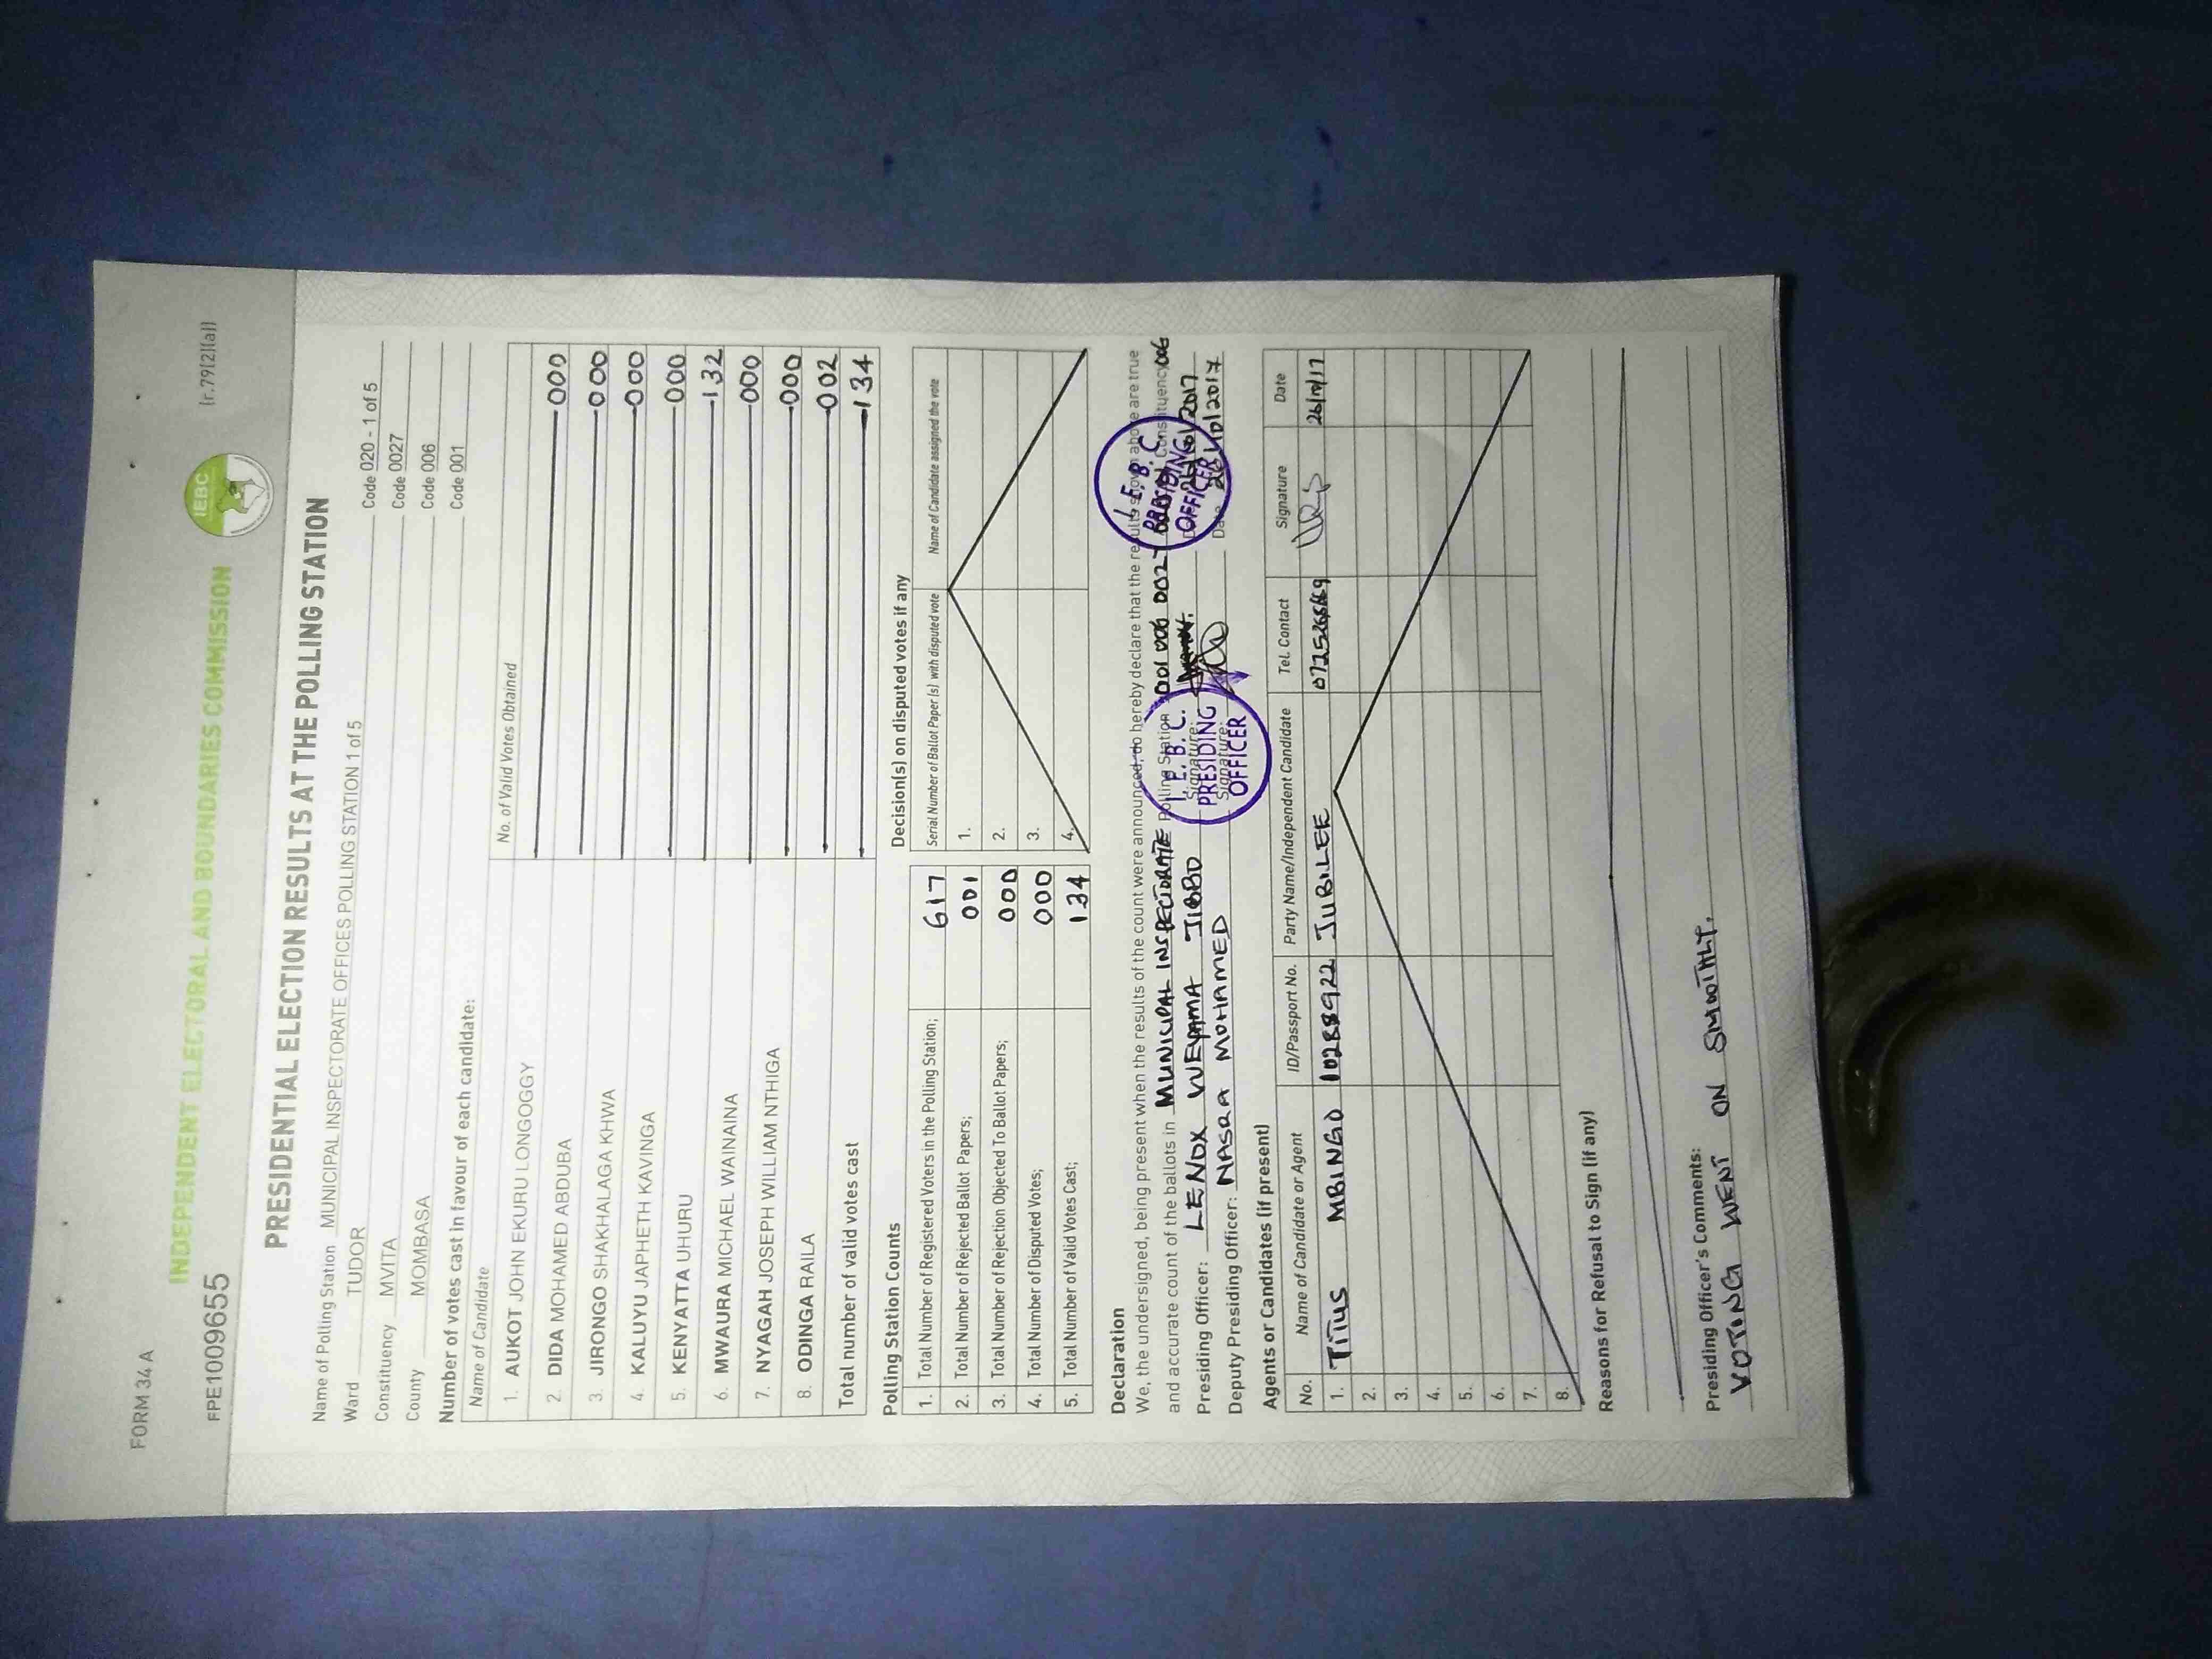 FORM 34 A
(r.79(2)(a))
IEBC
INDEPENDENT ELECTORAL AND BOUNDARIES COMMISSION
FPE1009655
PRESIDENTIAL ELECTION RESULTS AT THE POLLING STATION
Name of Polling Station MUNICIPAL INSPECTORATE OFFICES POLLING STATION 1 of 5 Code 020 - 1 of 5
Ward TUDOR Code 0027
Constituency MVITA Code 006
County MOMBASA Code 001
Number of votes cast in favour of each candidate:
Name of Candidate No. of Valid Votes Obtained
1. AUKOT JOHN EKURU LONGOGGY 000
2. DIDA MOHAMED ABDUBA 000
3. JIRONGO SHAKHALAGA KHWA 000
4. KALUYU JAPHETH KAVINGA 000
5. KENYATTA UHURU 132
6. MWAURA MICHAEL WAINAINA 000
7. NYAGAH JOSEPH WILLIAM NTHIGA 000
8. ODINGA RAILA 002
Total number of valid votes cast 134
Polling Station Counts
1. Total Number of Registered Voters in the Polling Station; 617
2. Total Number of Rejected Ballot Papers; 001
3. Total Number of Rejection Objected To Ballot Papers; 000
4. Total Number of Disputed Votes; 000
5. Total Number of Valid Votes Cast; 134
Decision(s) on disputed votes if any
Serial Number of Ballot Paper (s) with disputed vote Name of Candidate assigned the vote
1.
2.
3.
4.
Declaration
We, the undersigned, being present when the results of the count were announced, do hereby declare that the results shown above are true
and accurate count of the ballots in MUNICIPAL INSPECTORATE Polling Station 001 006 Constituency 006
Presiding Officer: LENOX Signature: 2017
Deputy Presiding Officer: NASRA MOHAMED Signature: Date 2017
I. E. B. C.
PRESIDING
OFFICER
I. E. B. C.
PRESIDING
OFFICER
Agents or Candidates (if present)
No. Name of Candidate or Agent ID/Passport No. Party Name/Independent Candidate Tel. Contact Signature Date
1. TITUS MBINGO 10288922 JUBILEE 26/10/17
2.
3.
4.
5.
6.
7.
8.
Reasons for Refusal to Sign (if any)
Presiding Officer's Comments:
VOTING WENT ON